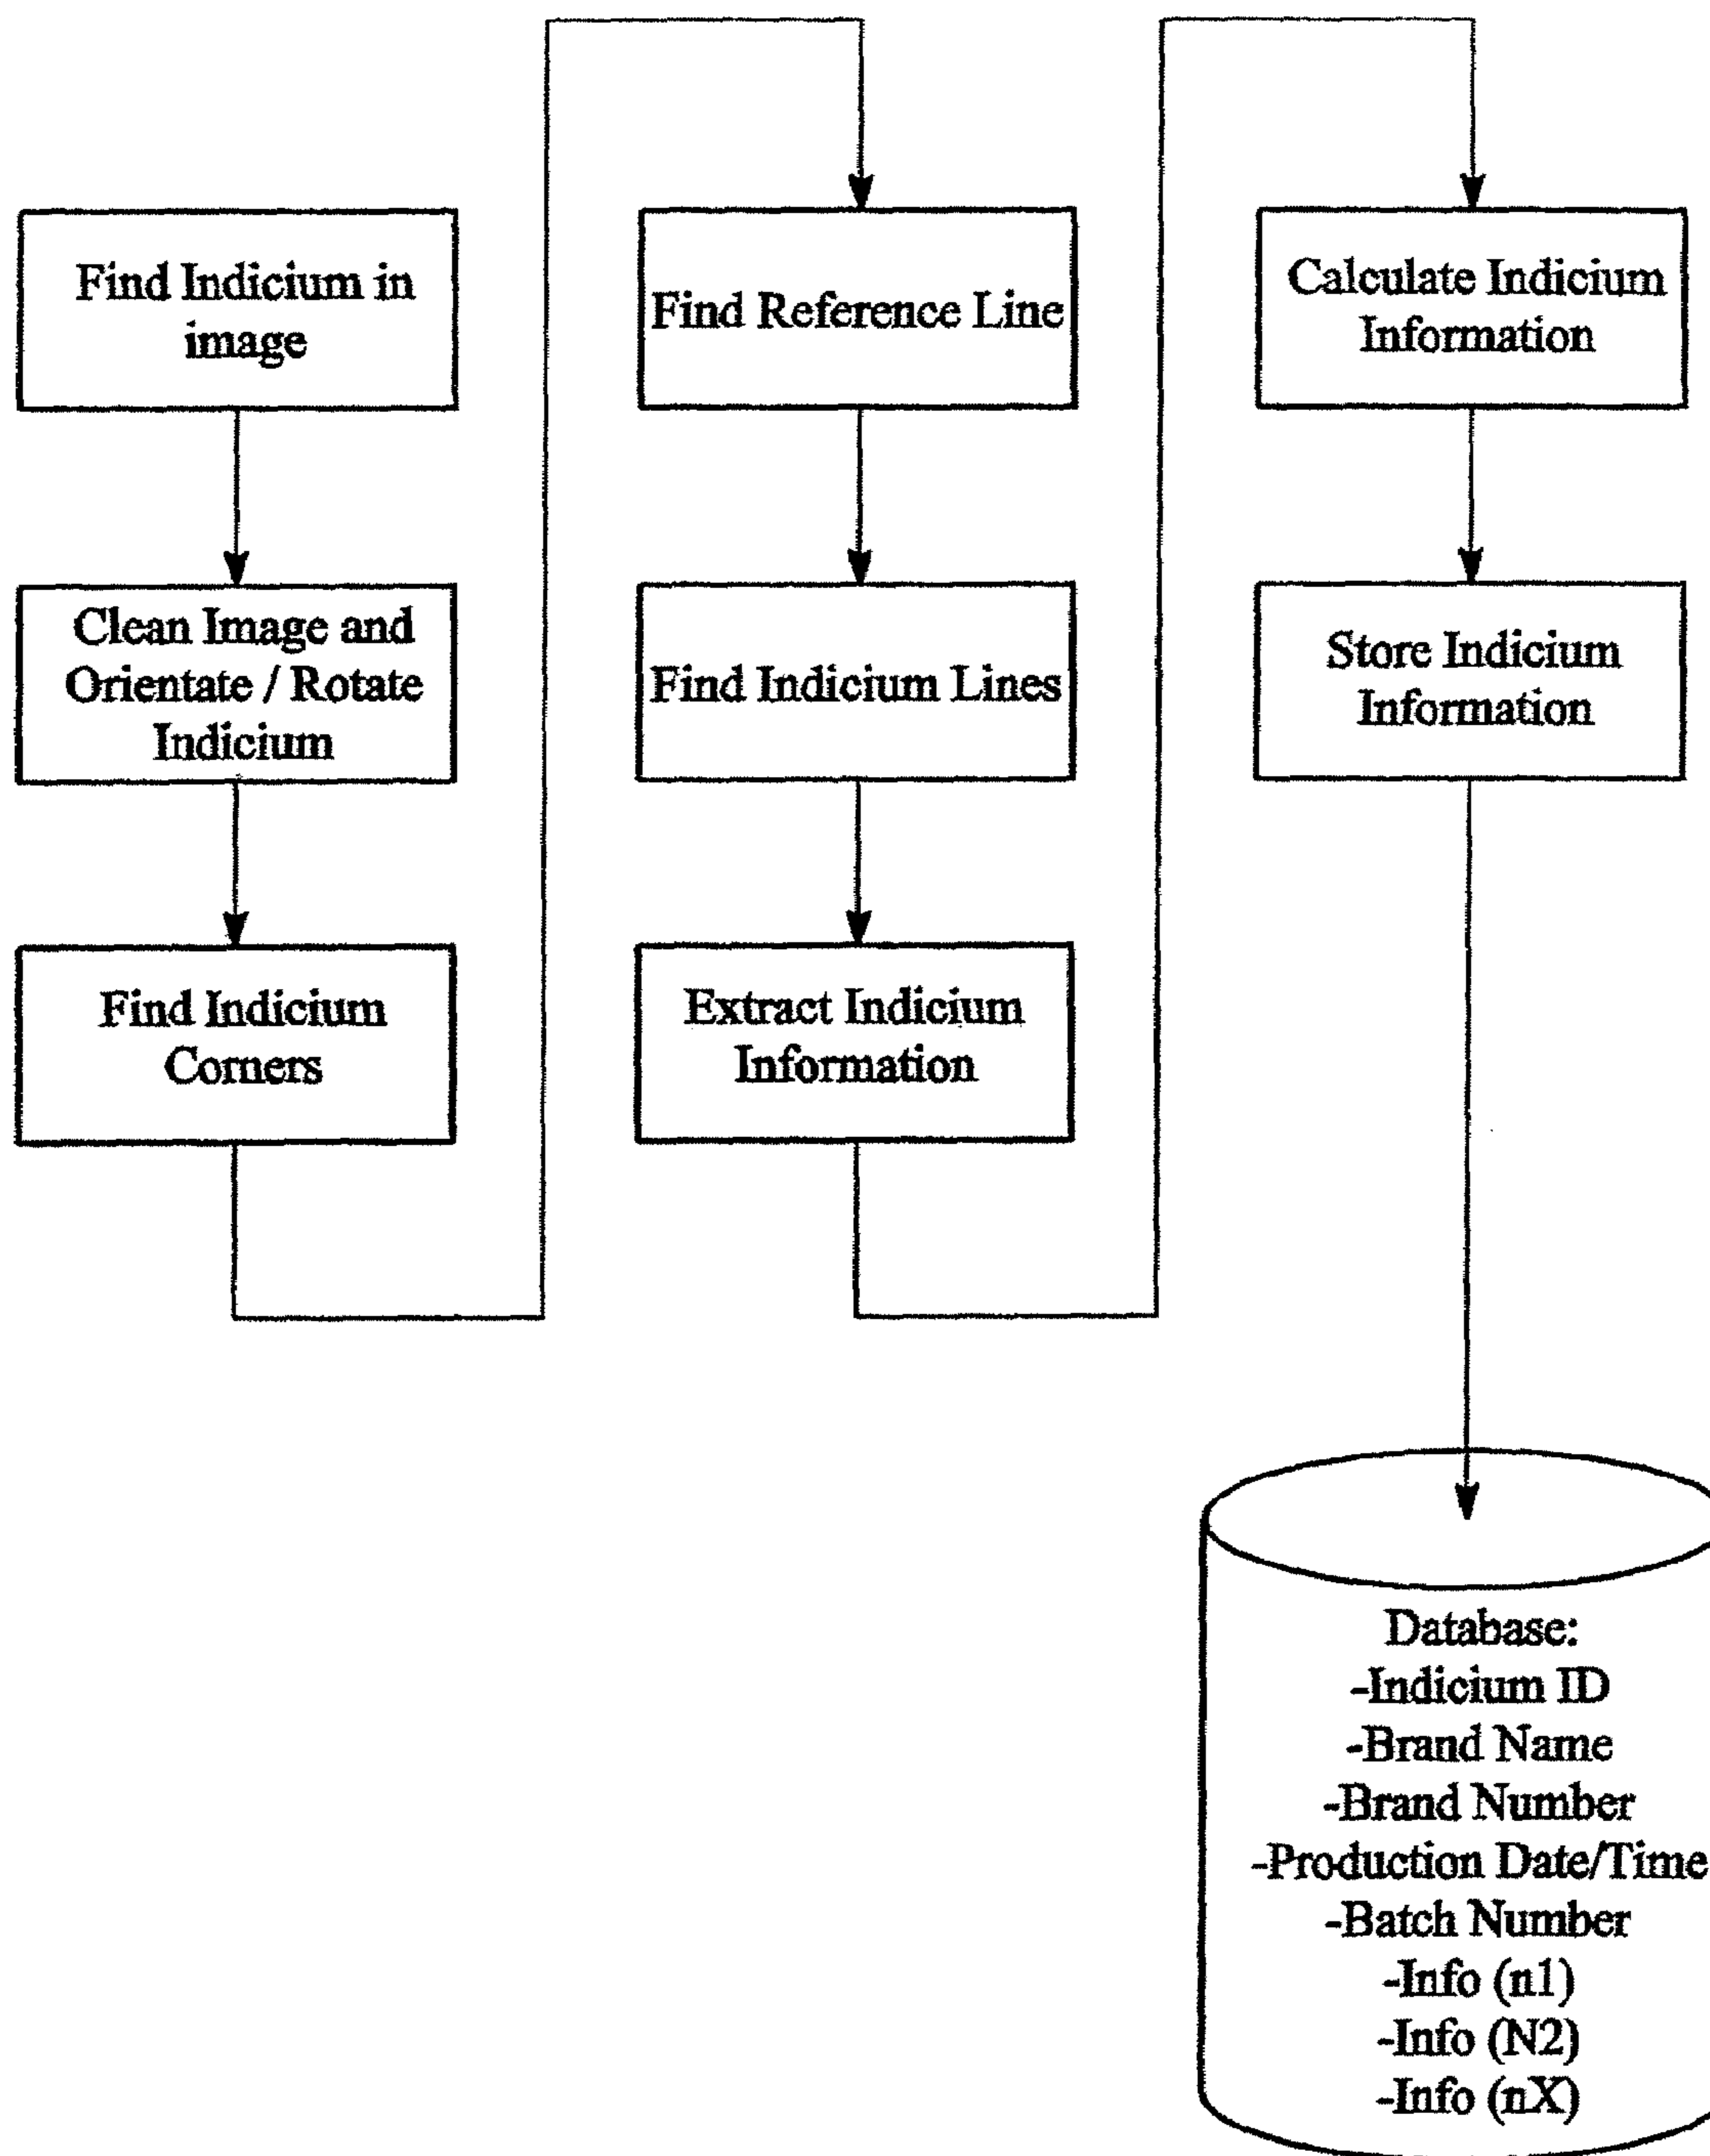 Find Indicium in
image
Clean Image and
Orientate / Rotate
Indicium
Find Indicium
Corners
Find Reference Line
Find Indicium Lines
Extract Indicium
Information
Calculate Indicium
Information
Store Indicium
Information
Database:
-Indicium ID
-Brand Name
-Brand Number
-Production Date/Time
-Batch Number
-Info (n1)
-Info (N2)
-Info (nX)